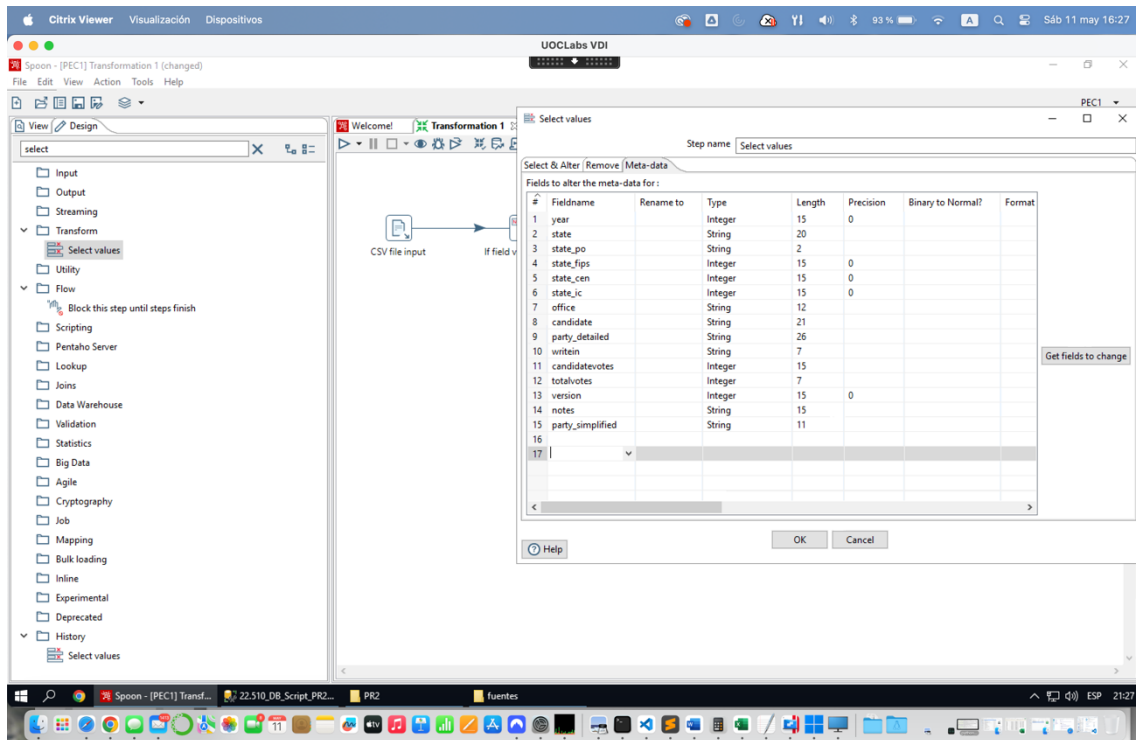 Citrix Viewer Visualización Dispositivos 93 % A Sáb 11 may 16:27
UOCLabs VDI
Spoon - [PEC1] Transformation 1 (changed)
File Edit View Action Tools Help
PEC1
View Design
select
Input
Output
Streaming
Transform
Select values
Utility
Flow
Block this step until steps finish
Scripting
Pentaho Server
Lookup
Joins
Data Warehouse
Validation
Statistics
Big Data
Agile
Cryptography
Job
Mapping
Bulk loading
Inline
Experimental
Deprecated
History
Select values
Welcome! Transformation 1
CSV file input If field v
Select values
Step name Select values
Select & Alter Remove Meta-data
Fields to alter the meta-data for :
# Fieldname Rename to Type Length Precision Binary to Normal? Format
1 year Integer 15 0
2 state String 20
3 state_po String 2
4 state_fips Integer 15 0
5 state_cen Integer 15 0
6 state_ic Integer 15 0
7 office String 12
8 candidate String 21
9 party_detailed String 26
10 writein String 7
11 candidatevotes Integer 15
12 totalvotes Integer 7
13 version Integer 15 0
14 notes String 15
15 party_simplified String 11
16
17
Get fields to change
Help OK Cancel
Spoon - [PEC1] Transf... 22.510_DB_Script_PR2... PR2 fuentes ESP 21:27